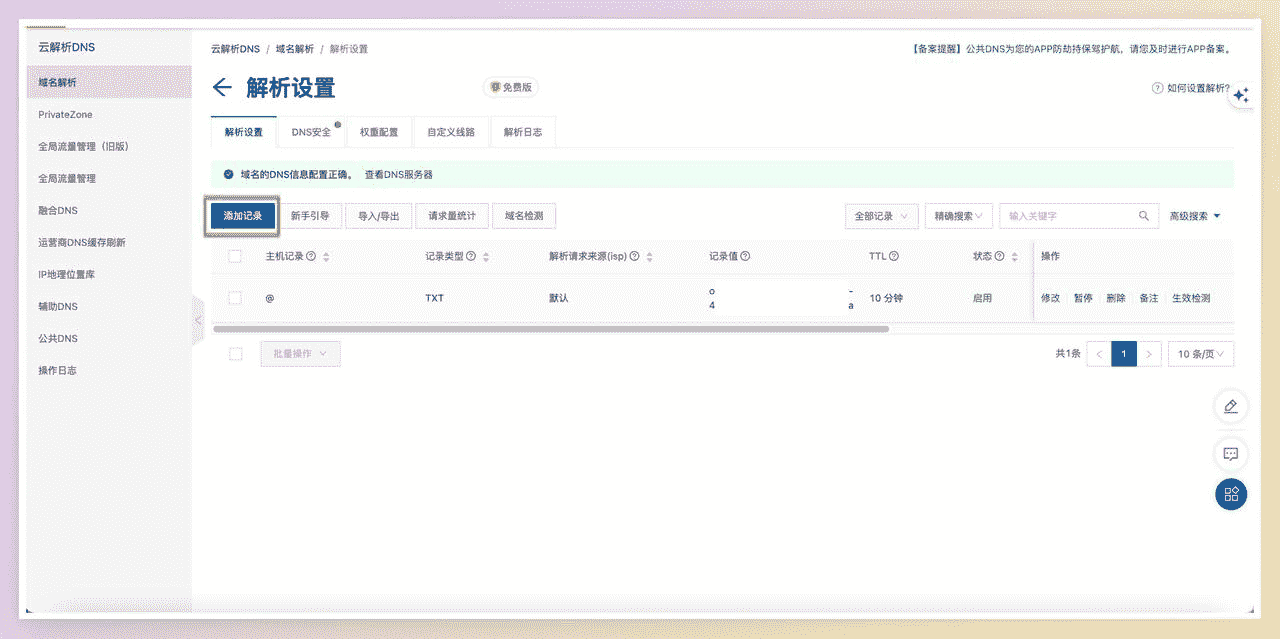 云解析DNS
域名解析
PrivateZone
全局流量管理（旧版）
全局流量管理
融合DNS
运营商DNS缓存刷新
IP地理位置库
辅助DNS
公共DNS
操作日志
云解析DNS / 域名解析 / 解析设置
【备案提醒】公共DNS为您的APP防劫持保驾护航，请您及时进行APP备案。
解析设置
免费版
如何设置解析?
解析设置 DNS安全 权重配置 自定义线路 解析日志
域名的DNS信息配置正确。 查看DNS服务器
添加记录 新手引导 导入/导出 请求量统计 域名检测 全部记录 精确搜索 输入关键字 高级搜索
主机记录 记录类型 解析请求来源(isp) 记录值 TTL 状态 操作
@ TXT 默认 o - 10 分钟 启用 修改 暂停 删除 备注 生效检测
4 a
批量操作 共1条 < 1 > 10 条/页